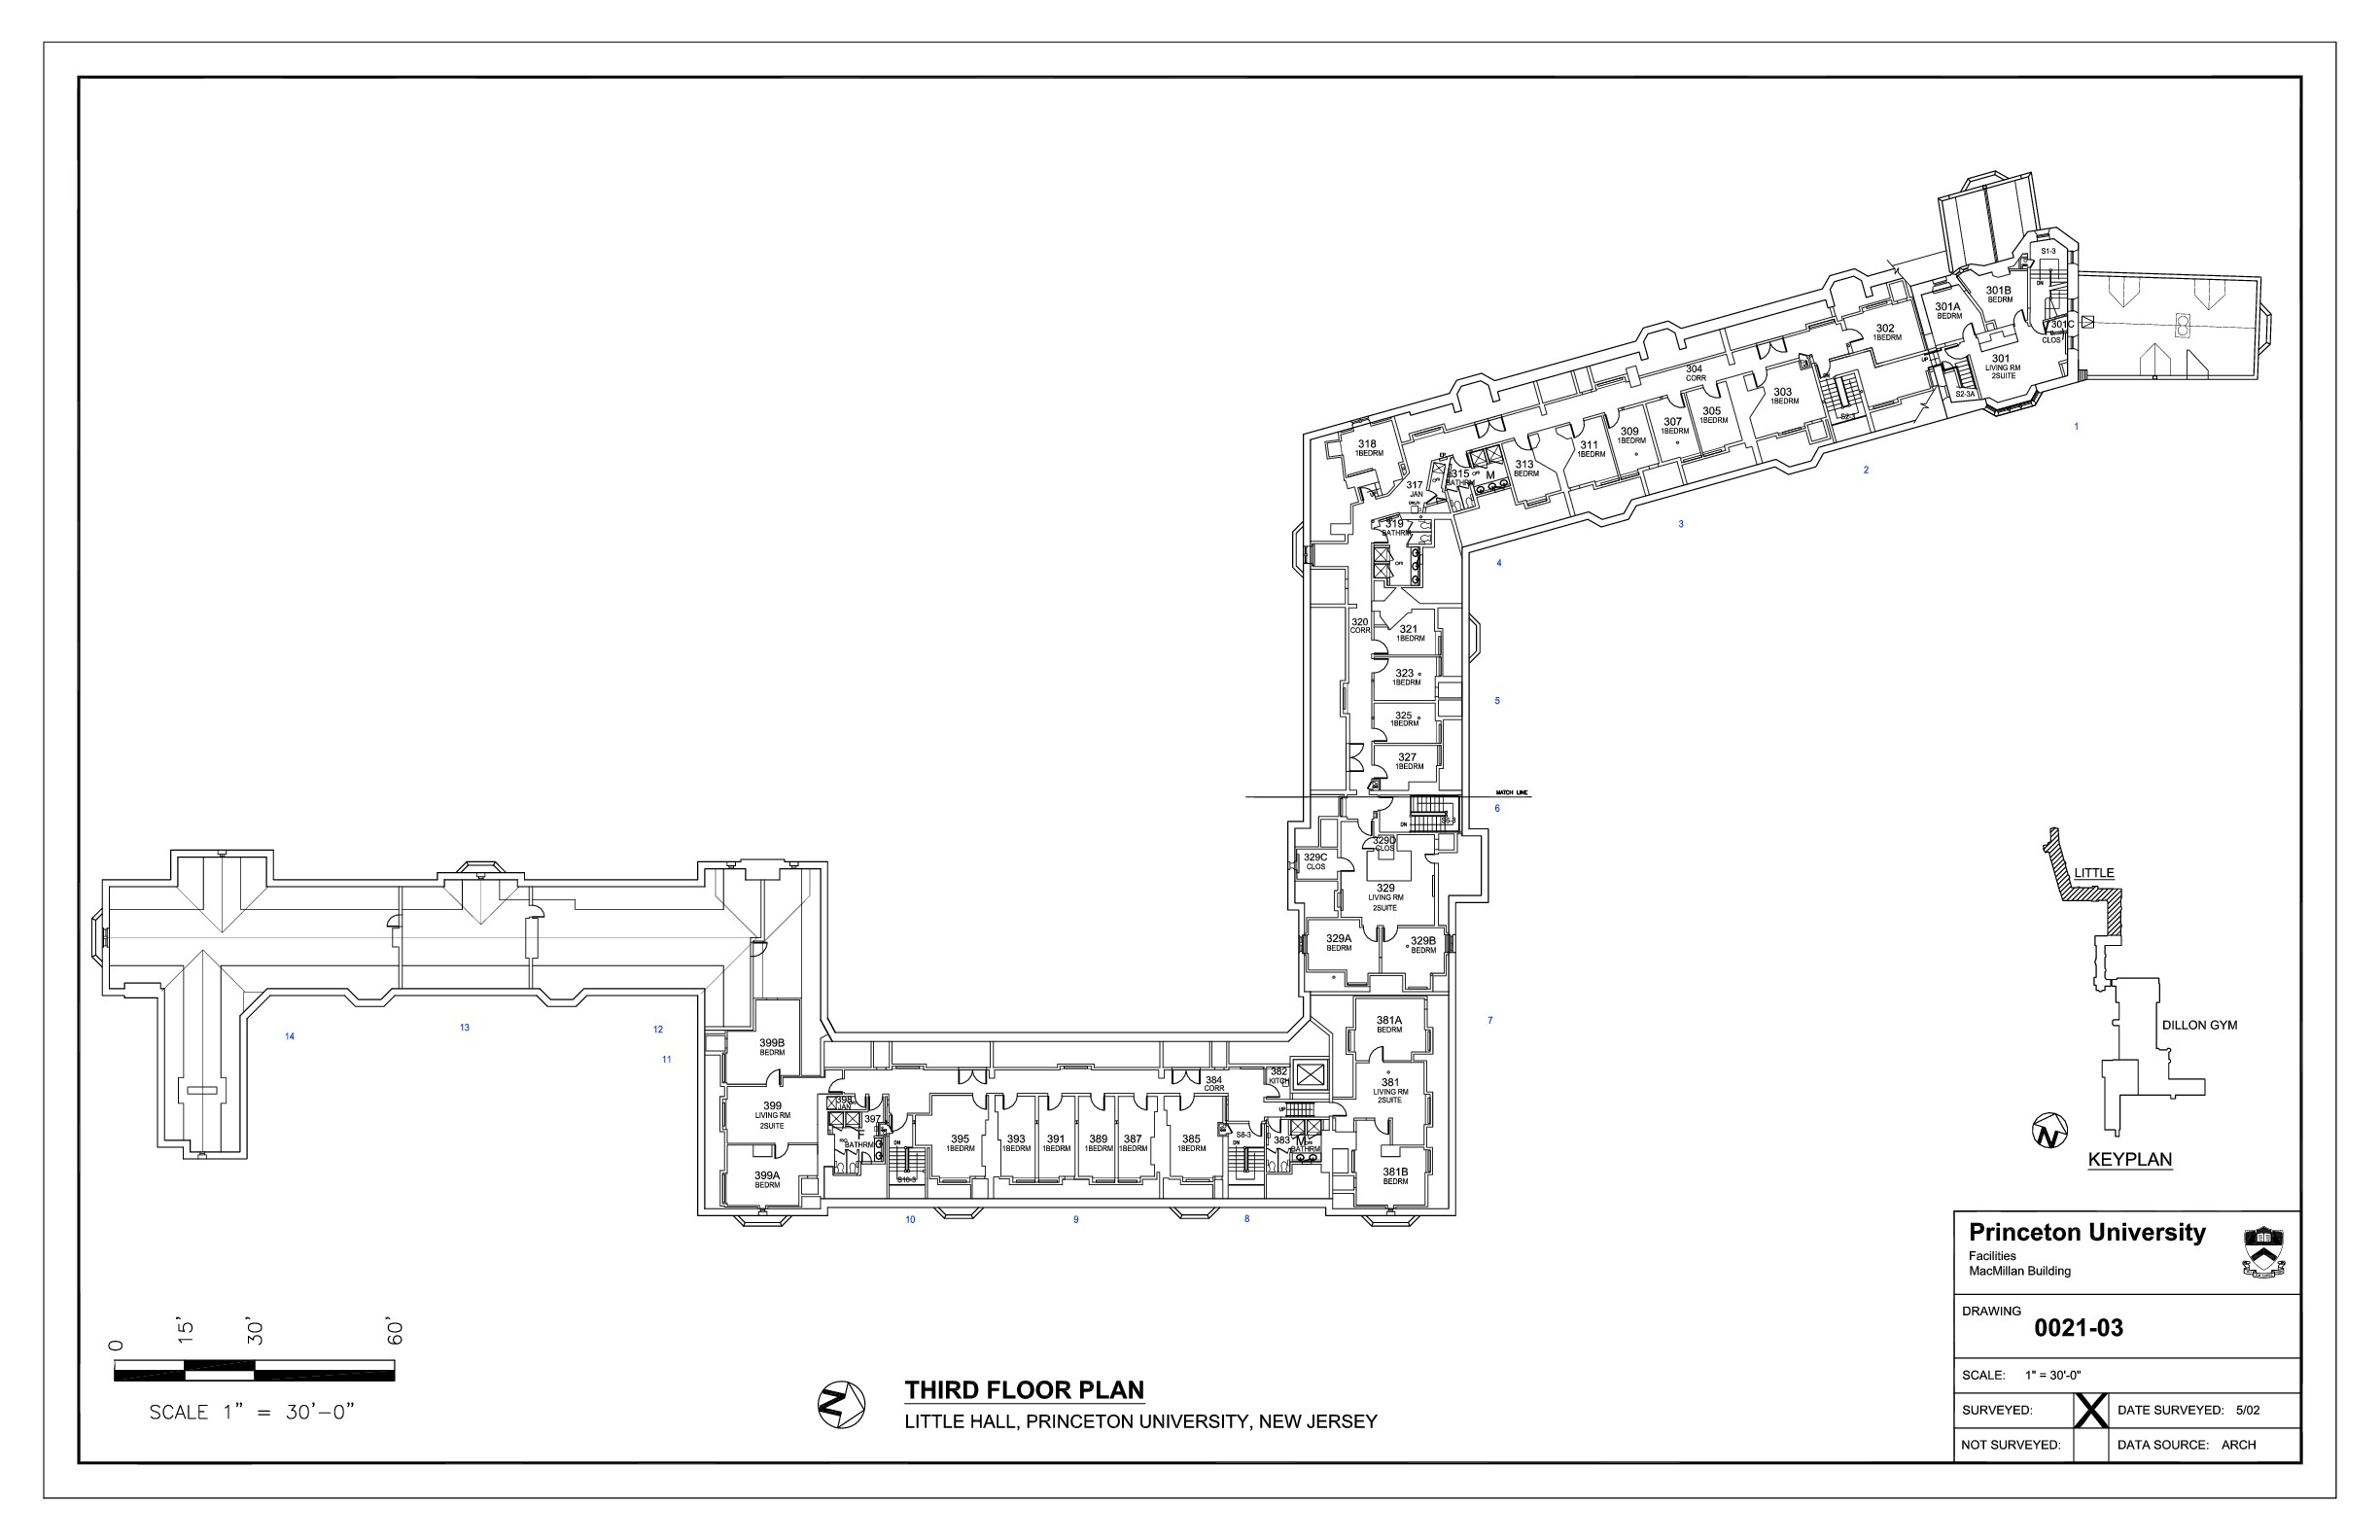 S1-3
DN
301B
BEDRM
301A
BEDRM
301C
CLOS
302
1BEDRM
301
LIVING RM
2SUITE
UP
S2-3A
304
CORR
303
1BEDRM
DN
305
1BEDRM
307
1BEDRM
309
1BEDRM
311
1BEDRM
313
BEDRM
318
1BEDRM
315
BATHRM
M
317
JAN
319
BATHRM
1
2
3
4
320
CORR
321
1BEDRM
323
1BEDRM
5
325
1BEDRM
327
1BEDRM
MATCH LINE
6
DN
329D
CLOS
329C
CLOS
329
LIVING RM
2SUITE
329A
BEDRM
329B
BEDRM
7
381A
BEDRM
381
LIVING RM
2SUITE
381B
BEDRM
382
KITCH
384
CORR
UP
S8-3
DN
383
M
BATHRM
385
1BEDRM
387
1BEDRM
389
1BEDRM
391
1BEDRM
393
1BEDRM
395
1BEDRM
DN
S10-3
397
F
BATHRM
398
JAN
399B
BEDRM
399
LIVING RM
2SUITE
399A
BEDRM
14
13
12
11
10
9
8
LITTLE
DILLON GYM
N
KEYPLAN
0
15'
30'
60'
SCALE 1" = 30'-0"
N
THIRD FLOOR PLAN
LITTLE HALL, PRINCETON UNIVERSITY, NEW JERSEY
Princeton University
Facilities
MacMillan Building
DRAWING
0021-03
SCALE: 1" = 30'-0"
SURVEYED: X DATE SURVEYED: 5/02
NOT SURVEYED: DATA SOURCE: ARCH